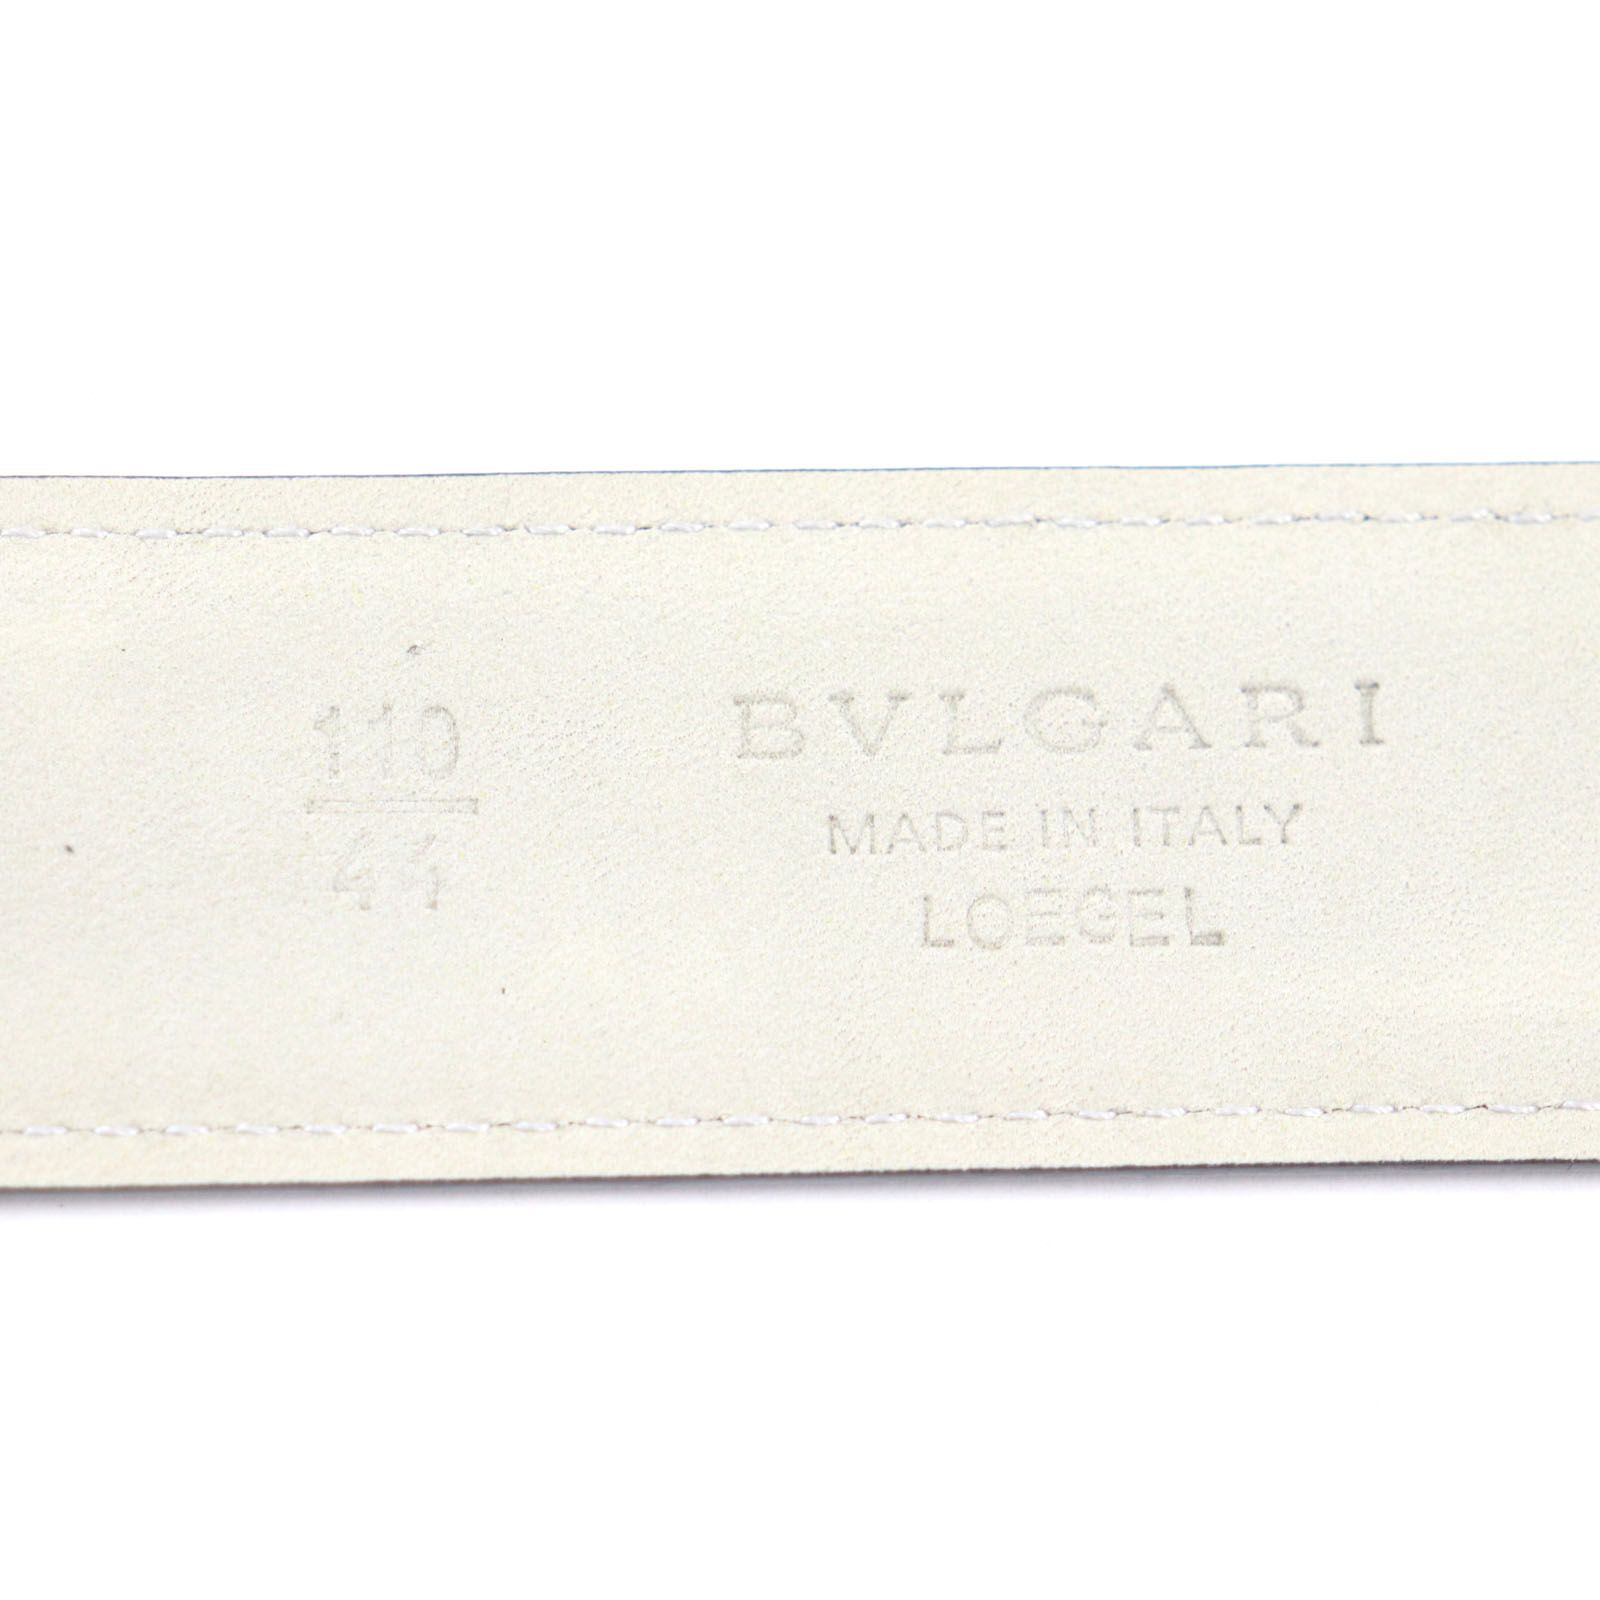 110
44
BVLGARI
MADE IN ITALY
LOEGEL